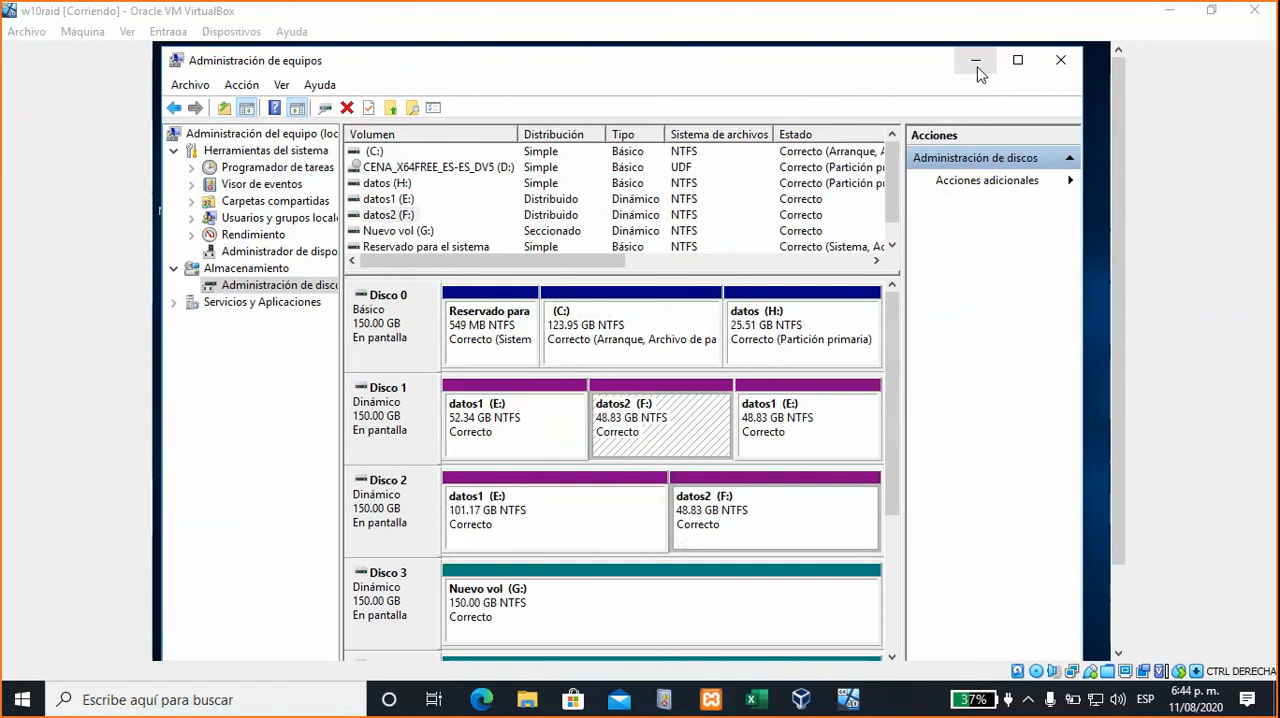 w10raid [Corriendo] - Oracle VM VirtualBox
Archivo Máquina Ver Entrada Dispositivos Ayuda
Administración de equipos
Archivo Acción Ver Ayuda
Administración del equipo (loc
Herramientas del sistema
Programador de tareas
Visor de eventos
Carpetas compartidas
Usuarios y grupos locale
Rendimiento
Administrador de dispo
Almacenamiento
Administración de disco
Servicios y Aplicaciones
Volumen Distribución Tipo Sistema de archivos Estado
(C:) Simple Básico NTFS Correcto (Arranque, A
CENA_X64FREE_ES-ES_DV5 (D:) Simple Básico UDF Correcto (Partición pi
datos (H:) Simple Básico NTFS Correcto (Partición pi
datos1 (E:) Distribuido Dinámico NTFS Correcto
datos2 (F:) Distribuido Dinámico NTFS Correcto
Nuevo vol (G:) Seccionado Dinámico NTFS Correcto
Reservado para el sistema Simple Básico NTFS Correcto (Sistema, Ac
Disco 0
Básico
150.00 GB
En pantalla
Reservado para
549 MB NTFS
Correcto (Sistem
(C:)
123.95 GB NTFS
Correcto (Arranque, Archivo de pa
datos (H:)
25.51 GB NTFS
Correcto (Partición primaria)
Disco 1
Dinámico
150.00 GB
En pantalla
datos1 (E:)
52.34 GB NTFS
Correcto
datos2 (F:)
48.83 GB NTFS
Correcto
datos1 (E:)
48.83 GB NTFS
Correcto
Disco 2
Dinámico
150.00 GB
En pantalla
datos1 (E:)
101.17 GB NTFS
Correcto
datos2 (F:)
48.83 GB NTFS
Correcto
Disco 3
Dinámico
150.00 GB
En pantalla
Nuevo vol (G:)
150.00 GB NTFS
Correcto
Acciones
Administración de discos
Acciones adicionales
CTRL DERECHA
Escribe aquí para buscar
37%
ESP
6:44 p. m.
11/08/2020